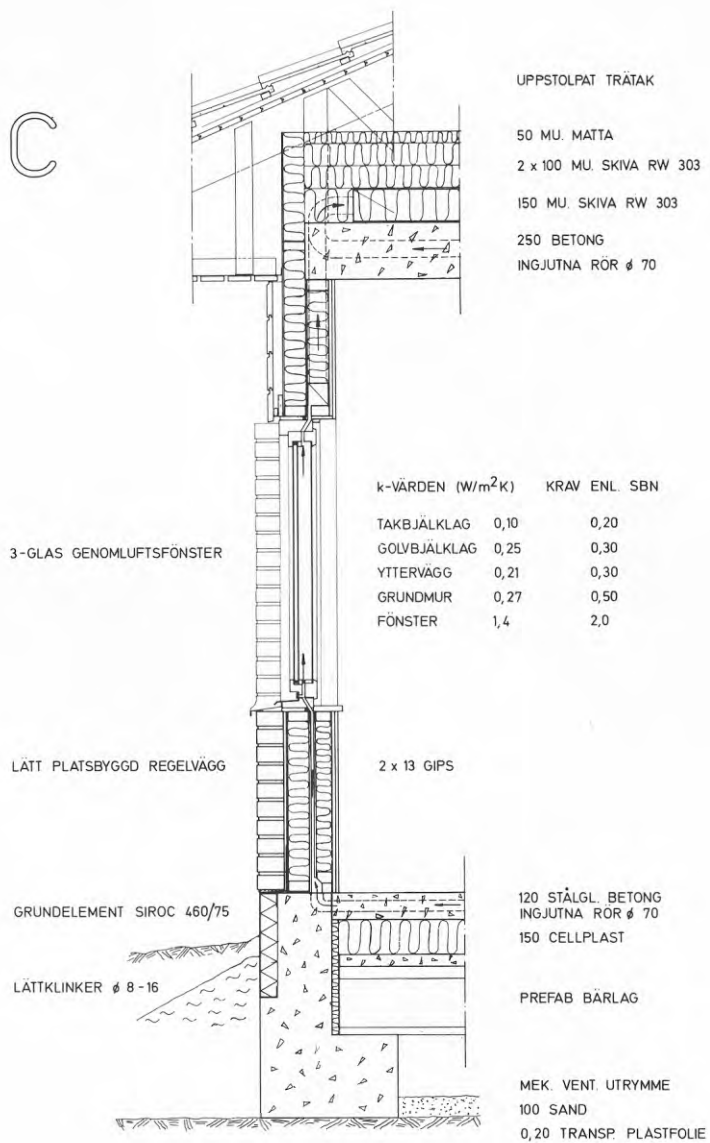 C
UPPSTOLPAT TRÄTAK
50 MU. MATTA
2 x 100 MU. SKIVA RW 303
150 MU. SKIVA RW 303
250 BETONG
INGJUTNA RÖR ø 70
k-VÄRDEN (W/m²K) KRAV ENL. SBN
TAKBJÄLKLAG 0,10 0,20
GOLVBJÄLKLAG 0,25 0,30
YTTERVÄGG 0,21 0,30
GRUNDMUR 0,27 0,50
FÖNSTER 1,4 2,0
3-GLAS GENOMLUFTSFÖNSTER
LÄTT PLATSBYGGD REGELVÄGG
2 x 13 GIPS
GRUNDELEMENT SIROC 460/75
LÄTTKLINKER ø 8-16
120 STÅLGL. BETONG
INGJUTNA RÖR ø 70
150 CELLPLAST
PREFAB BÄRLAG
MEK. VENT. UTRYMME
100 SAND
0,20 TRANSP. PLASTFOLIE